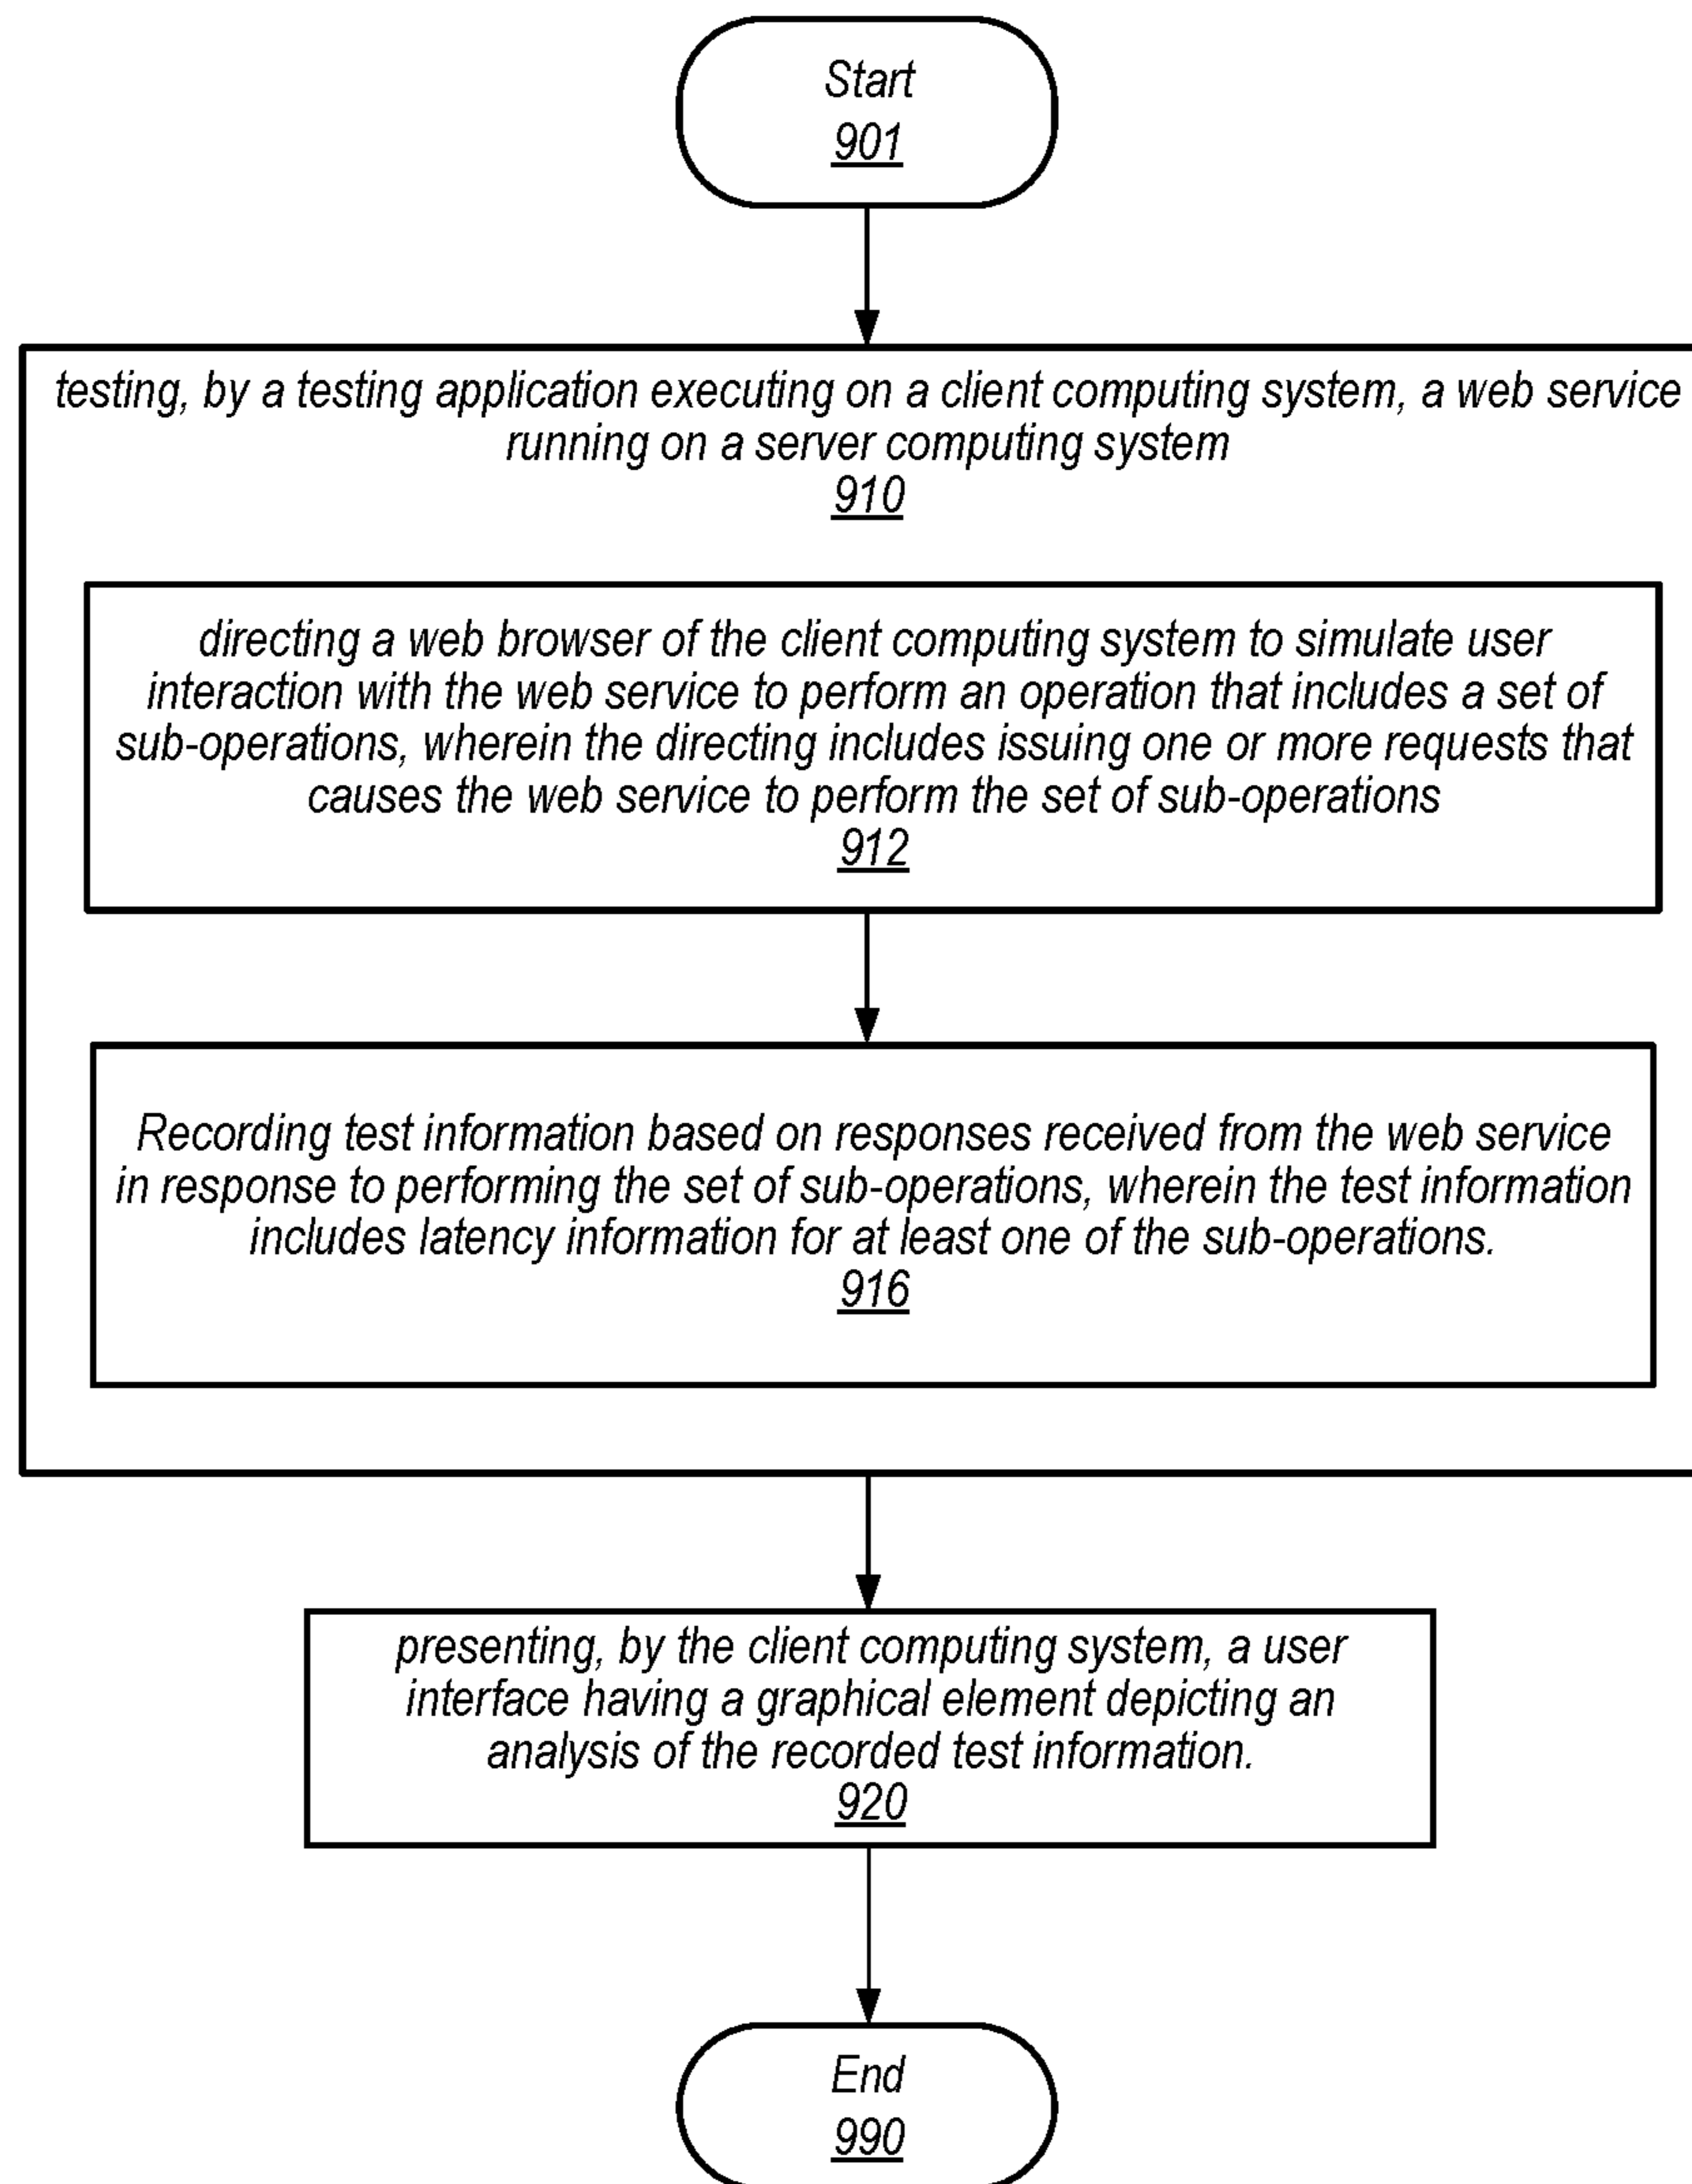 Start
901
testing, by a testing application executing on a client computing system, a web service
running on a server computing system
910
directing a web browser of the client computing system to simulate user
interaction with the web service to perform an operation that includes a set of
sub-operations, wherein the directing includes issuing one or more requests that
causes the web service to perform the set of sub-operations
912
Recording test information based on responses received from the web service
in response to performing the set of sub-operations, wherein the test information
includes latency information for at least one of the sub-operations.
916
presenting, by the client computing system, a user
interface having a graphical element depicting an
analysis of the recorded test information.
920
End
990